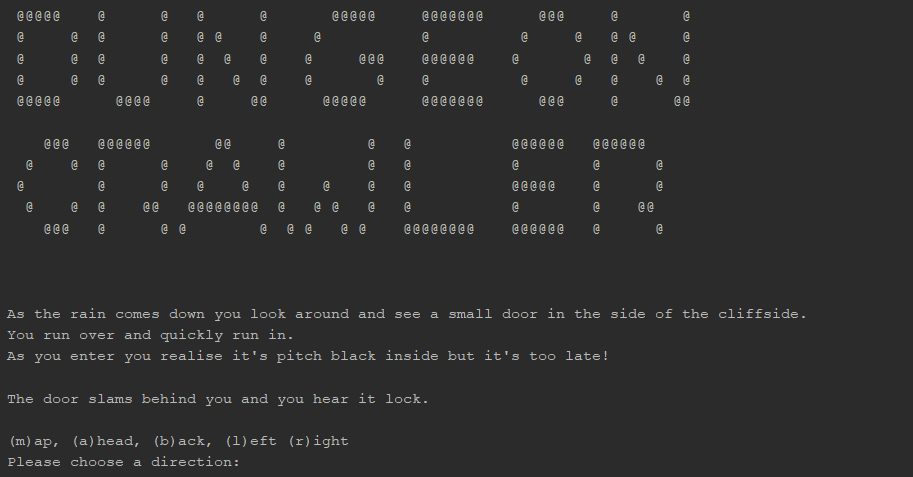 DUNGEON
CRAWLER
As the rain comes down you look around and see a small door in the side of the cliffside.
You run over and quickly run in.
As you enter you realise it's pitch black inside but it's too late!
The door slams behind you and you hear it lock.
(m)ap, (a)head, (b)ack, (l)eft (r)ight
Please choose a direction: